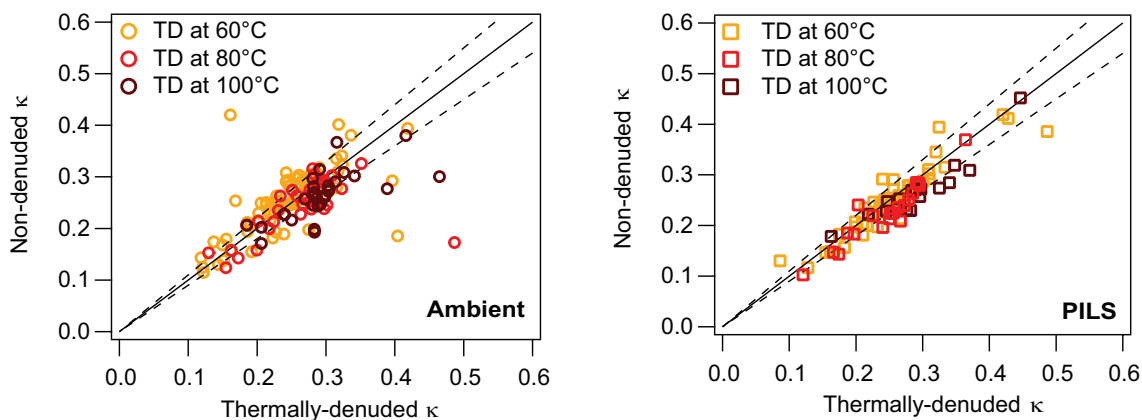 0.6
0.5
0.4
0.3
0.2
0.1
0.0
Non-denuded κ
TD at 60°C
TD at 80°C
TD at 100°C
Ambient
0.0 0.1 0.2 0.3 0.4 0.5 0.6
Thermally-denuded κ
0.6
0.5
0.4
0.3
0.2
0.1
0.0
Non-denuded κ
TD at 60°C
TD at 80°C
TD at 100°C
PILS
0.0 0.1 0.2 0.3 0.4 0.5 0.6
Thermally-denuded κ